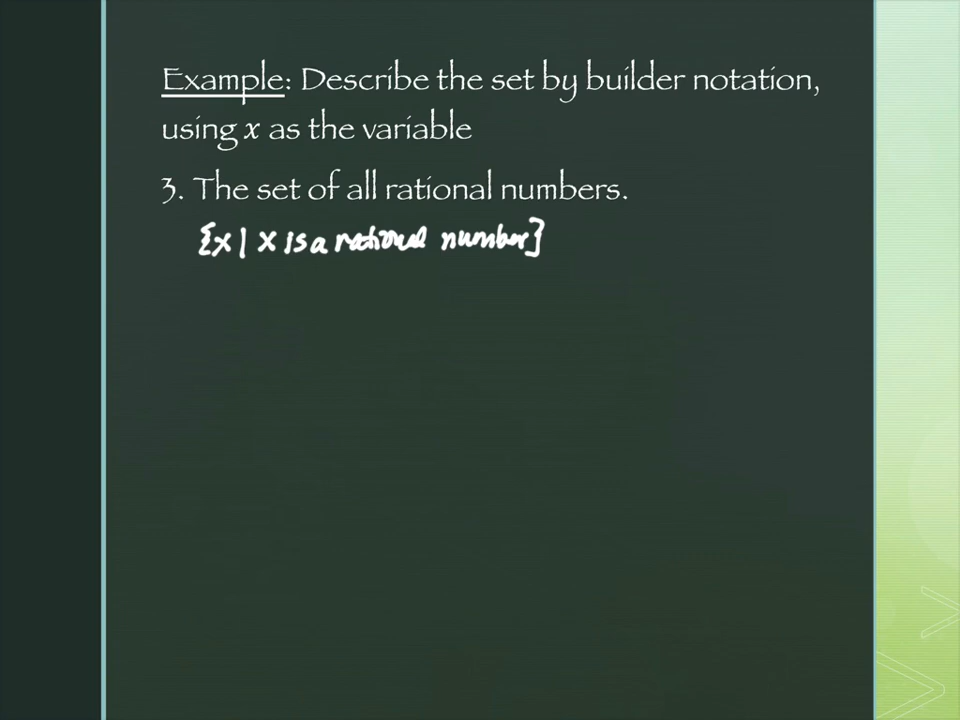 Example: Describe the set by builder notation,
using x as the variable
3. The set of all rational numbers.
{x | x is a rational number}